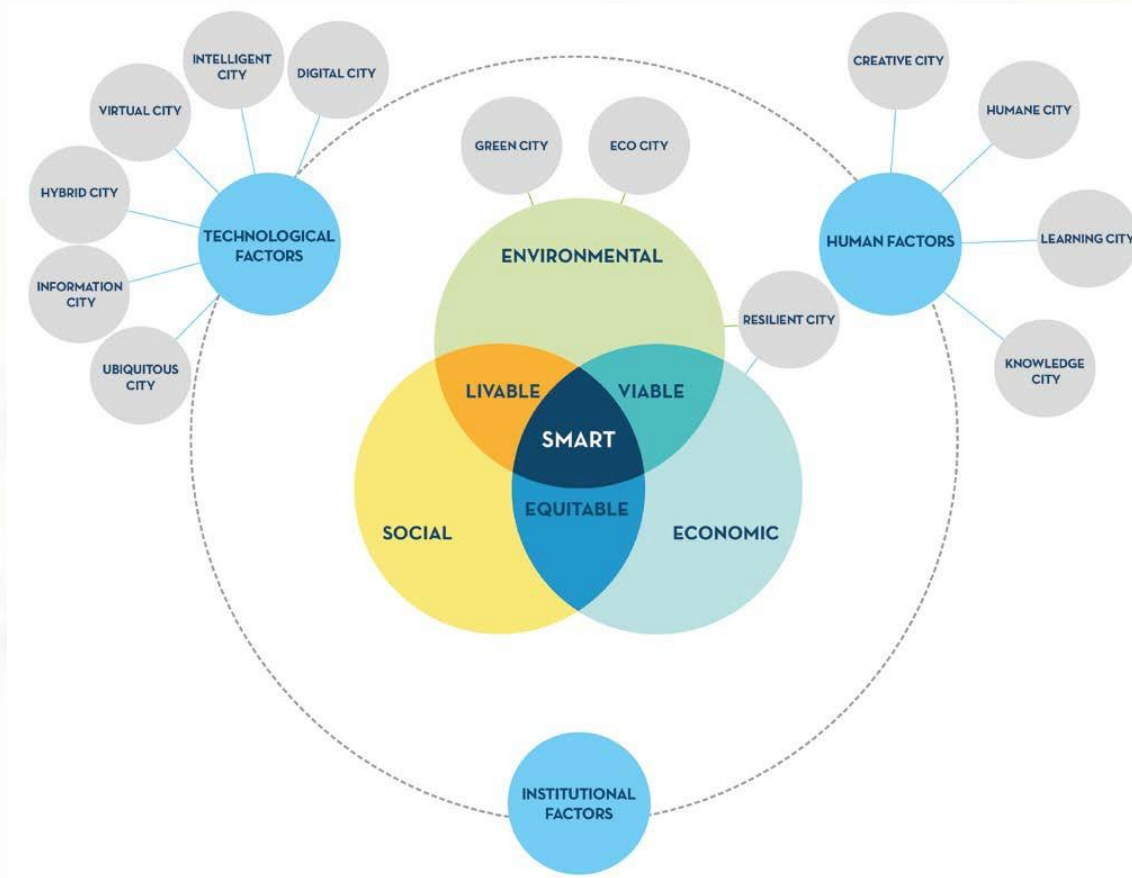 INTELLIGENT
CITY
DIGITAL CITY
VIRTUAL CITY
HYBRID CITY
INFORMATION
CITY
UBIQUITOUS
CITY
TECHNOLOGICAL
FACTORS
GREEN CITY
ECO CITY
ENVIRONMENTAL
RESILIENT CITY
LIVABLE
VIABLE
SMART
EQUITABLE
SOCIAL
ECONOMIC
CREATIVE CITY
HUMANE
CITY
HUMAN FACTORS
LEARNING CITY
KNOWLEDGE
CITY
INSTITUTIONAL
FACTORS